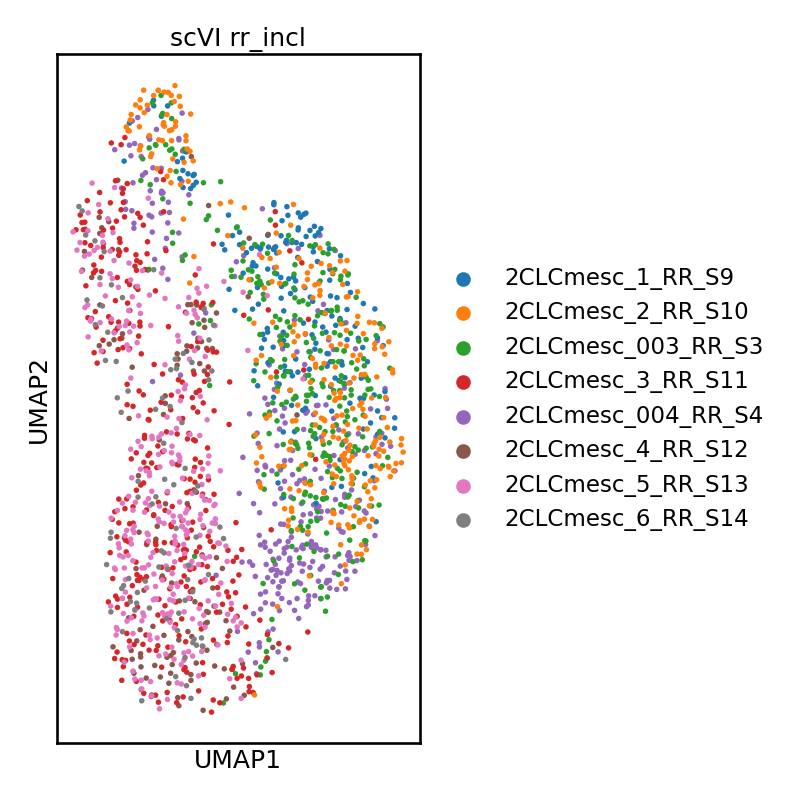 scVI rr_incl
UMAP2
UMAP1
2CLCmesc_1_RR_S9
2CLCmesc_2_RR_S10
2CLCmesc_003_RR_S3
2CLCmesc_3_RR_S11
2CLCmesc_004_RR_S4
2CLCmesc_4_RR_S12
2CLCmesc_5_RR_S13
2CLCmesc_6_RR_S14